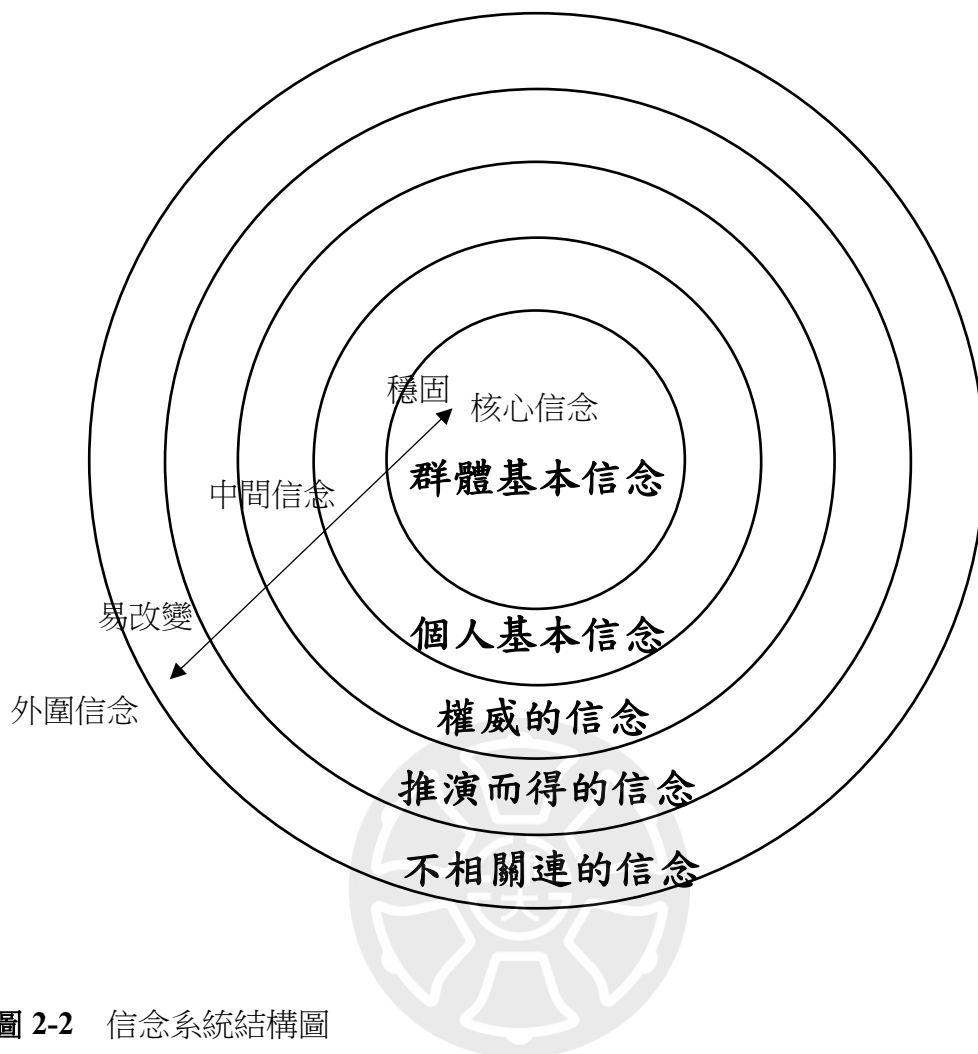 穩固
核心信念
群體基本信念
中間信念
易改變
個人基本信念
外圍信念
權威的信念
推演而得的信念
不相關連的信念
大
圖 2-2 信念系統結構圖